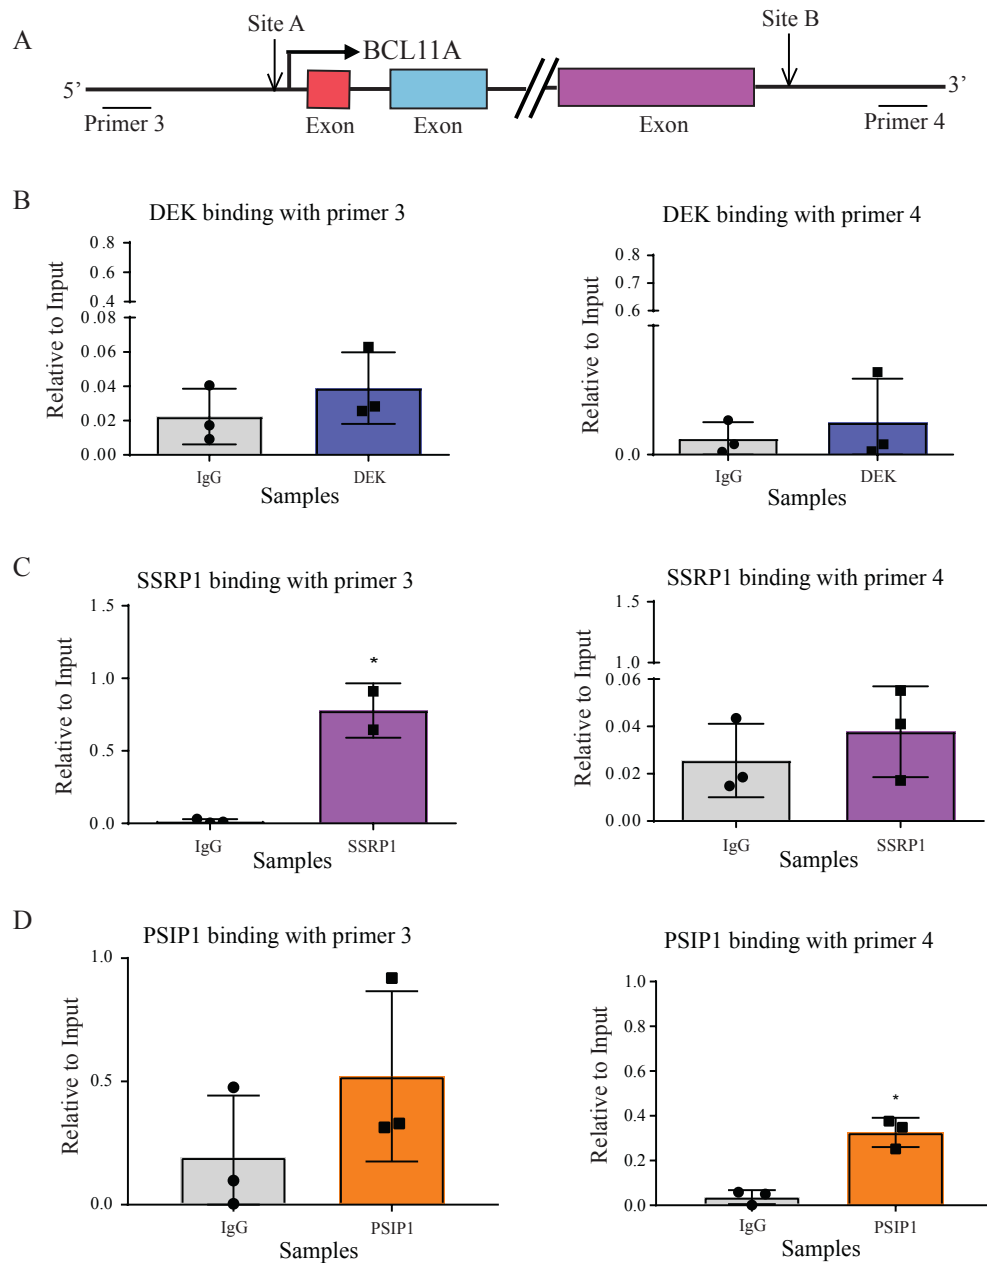 A
Site A
Site B
BCL11A
5’
3’
Primer 3
Exon
Exon
Exon
Primer 4
B
DEK binding with primer 3
DEK binding with primer 4
Relative to Input
0.8
0.6
0.4
0.08
0.06
0.04
0.02
0.00
IgG
DEK
Samples
Relative to Input
0.8
0.7
0.6
0.0
IgG
DEK
Samples
C
SSRP1 binding with primer 3
SSRP1 binding with primer 4
Relative to Input
1.5
1.0
0.5
0.0
*
IgG
SSRP1
Samples
Relative to Input
1.5
1.0
0.06
0.04
0.02
0.00
IgG
SSRP1
Samples
D
PSIP1 binding with primer 3
PSIP1 binding with primer 4
Relative to Input
1.0
0.5
0.0
IgG
PSIP1
Samples
Relative to Input
1.0
0.8
0.6
0.4
0.2
0.0
*
IgG
PSIP1
Samples